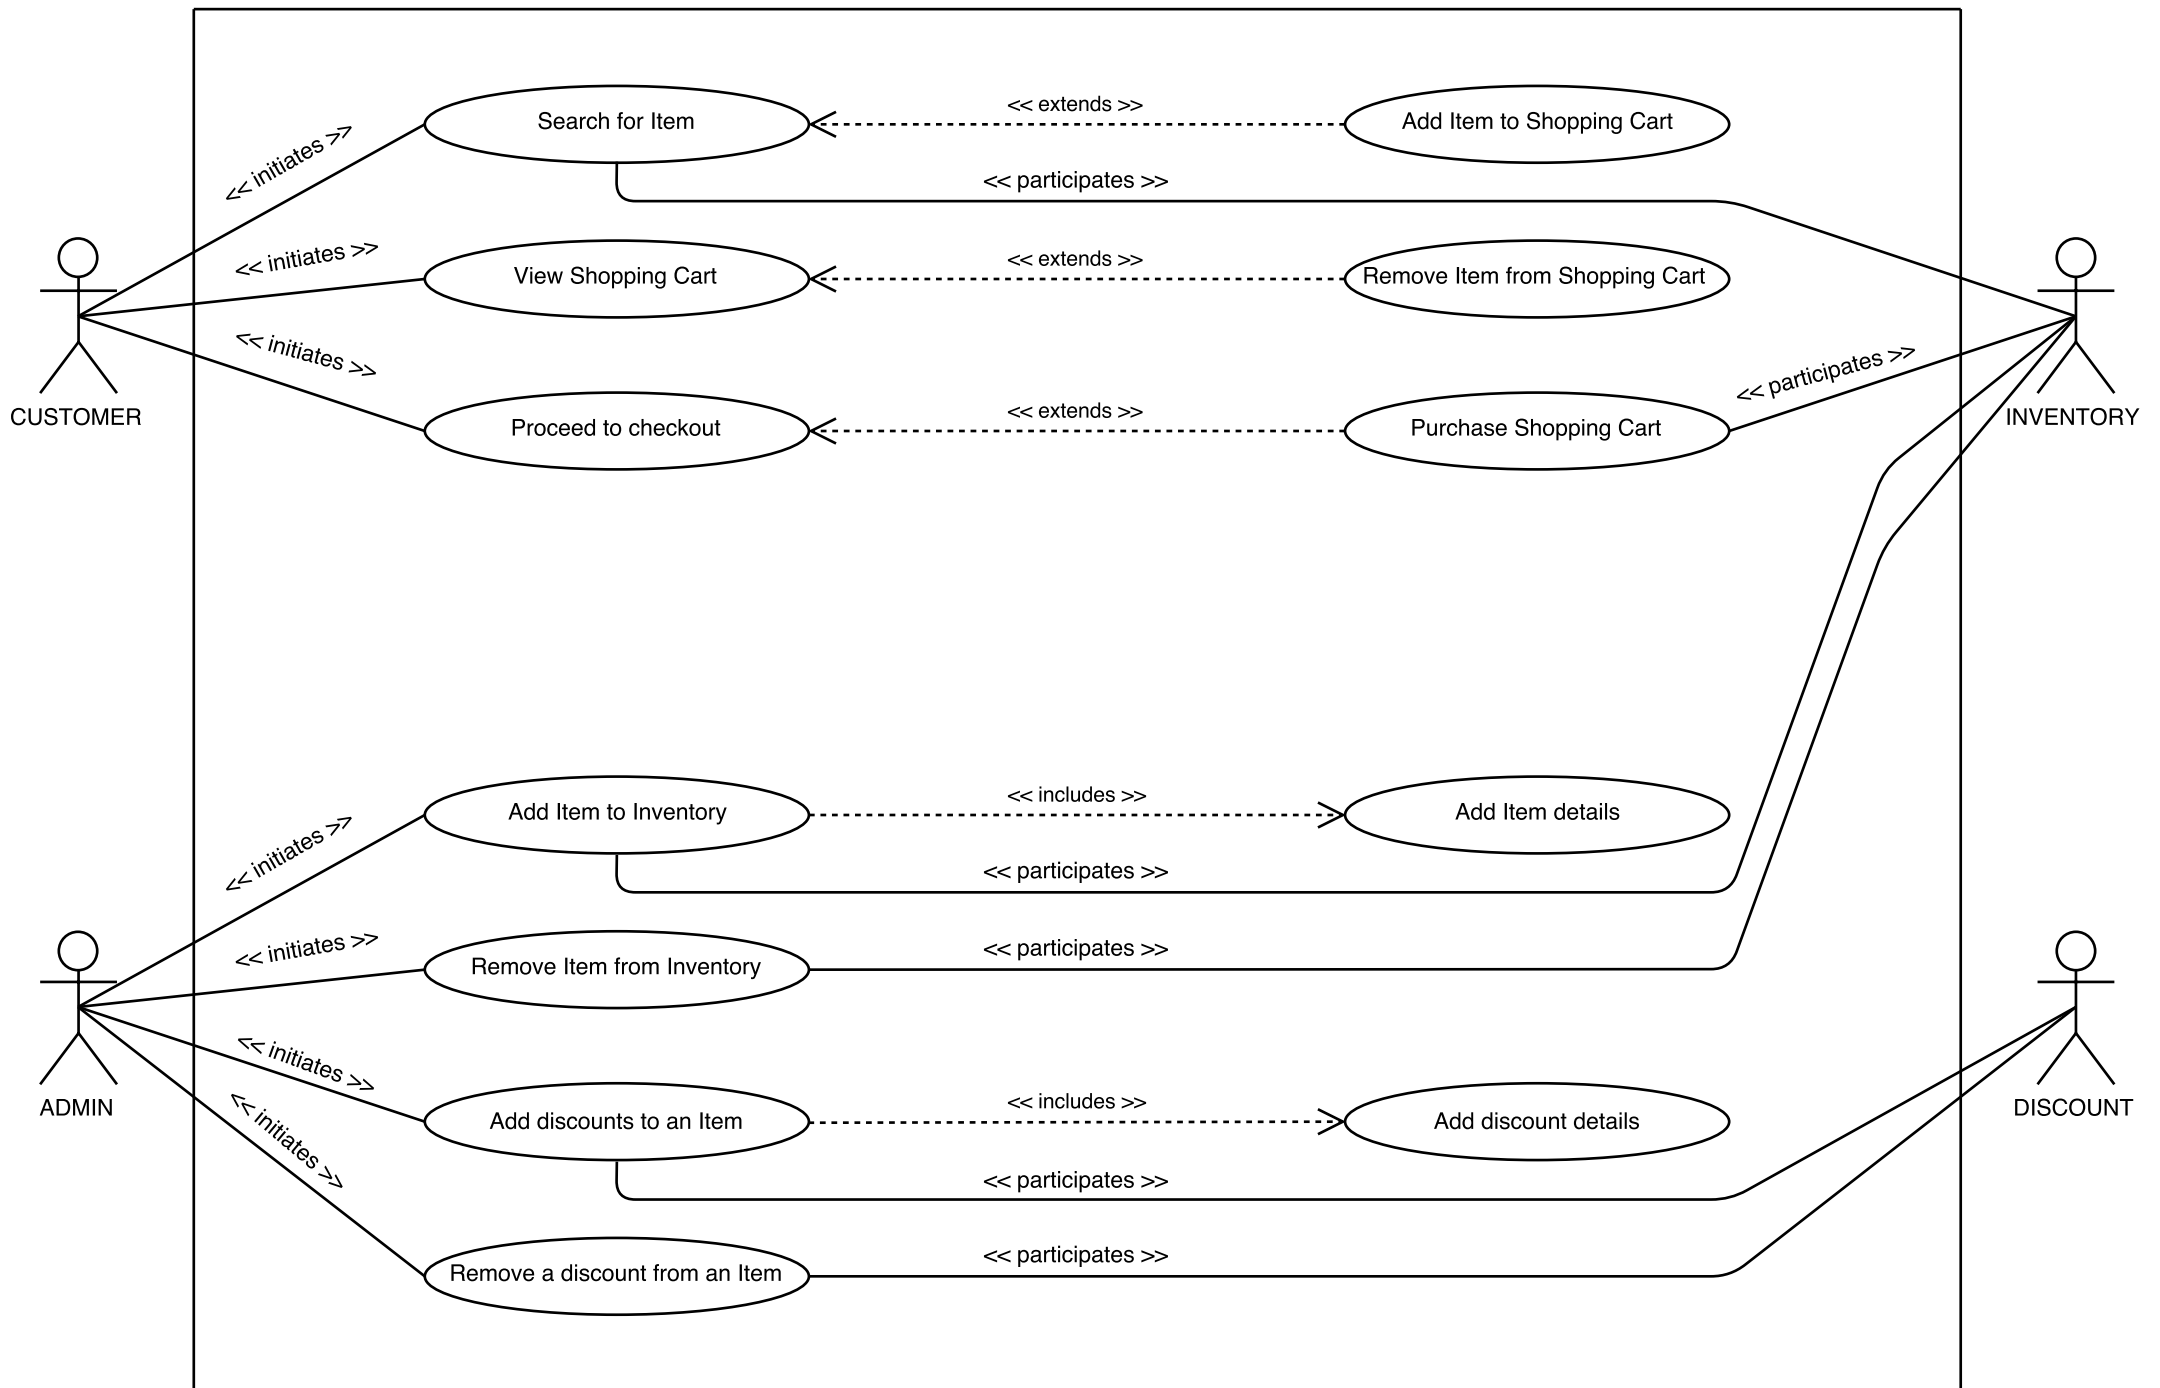 << initiates >>
Search for Item
<< extends >>
Add Item to Shopping Cart
<< participates >>
<< initiates >>
View Shopping Cart
<< extends >>
Remove Item from Shopping Cart
<< initiates >>
<< participates >>
CUSTOMER
Proceed to checkout
<< extends >>
Purchase Shopping Cart
INVENTORY
<< initiates >>
Add Item to Inventory
<< includes >>
Add Item details
<< participates >>
<< initiates >>
Remove Item from Inventory
<< participates >>
<< initiates >>
ADMIN
Add discounts to an Item
<< includes >>
Add discount details
DISCOUNT
<< initiates >>
<< participates >>
Remove a discount from an Item
<< participates >>